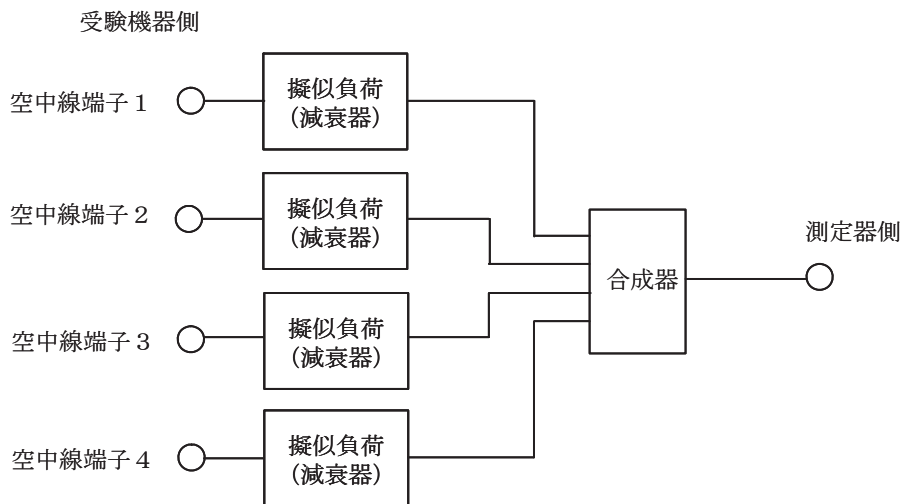 受験機器側
空中線端子１
擬似負荷
（減衰器）
空中線端子２
擬似負荷
（減衰器）
合成器
測定器側
空中線端子３
擬似負荷
（減衰器）
空中線端子４
擬似負荷
（減衰器）